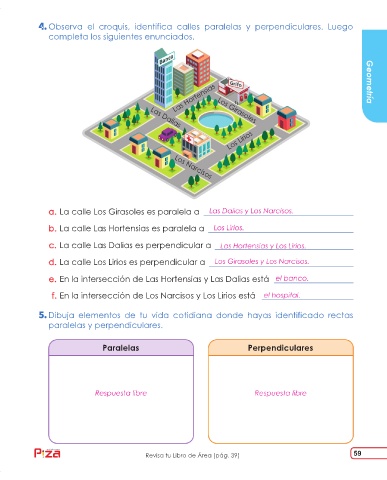 4. Observa el croquis, identifica calles paralelas y perpendiculares. Luego
completa los siguientes enunciados.
Geometría
Banco
Grifo
Las Hortensias
Los Girasoles
Las Dalias
Los Lirios
Los Narcisos
a. La calle Los Girasoles es paralela a Las Dalias y Los Narcisos.
b. La calle Las Hortensias es paralela a Los Lirios.
c. La calle Las Dalias es perpendicular a Las Hortensias y Los Lirios.
d. La calle Los Lirios es perpendicular a Los Girasoles y Los Narcisos.
e. En la intersección de Las Hortensias y Las Dalias está el banco.
f. En la intersección de Los Narcisos y Los Lirios está el hospital.
5. Dibuja elementos de tu vida cotidiana donde hayas identificado rectas
paralelas y perpendiculares.
Paralelas Perpendiculares
Respuesta libre Respuesta libre
Revisa tu Libro de Área (pág. 39) 59